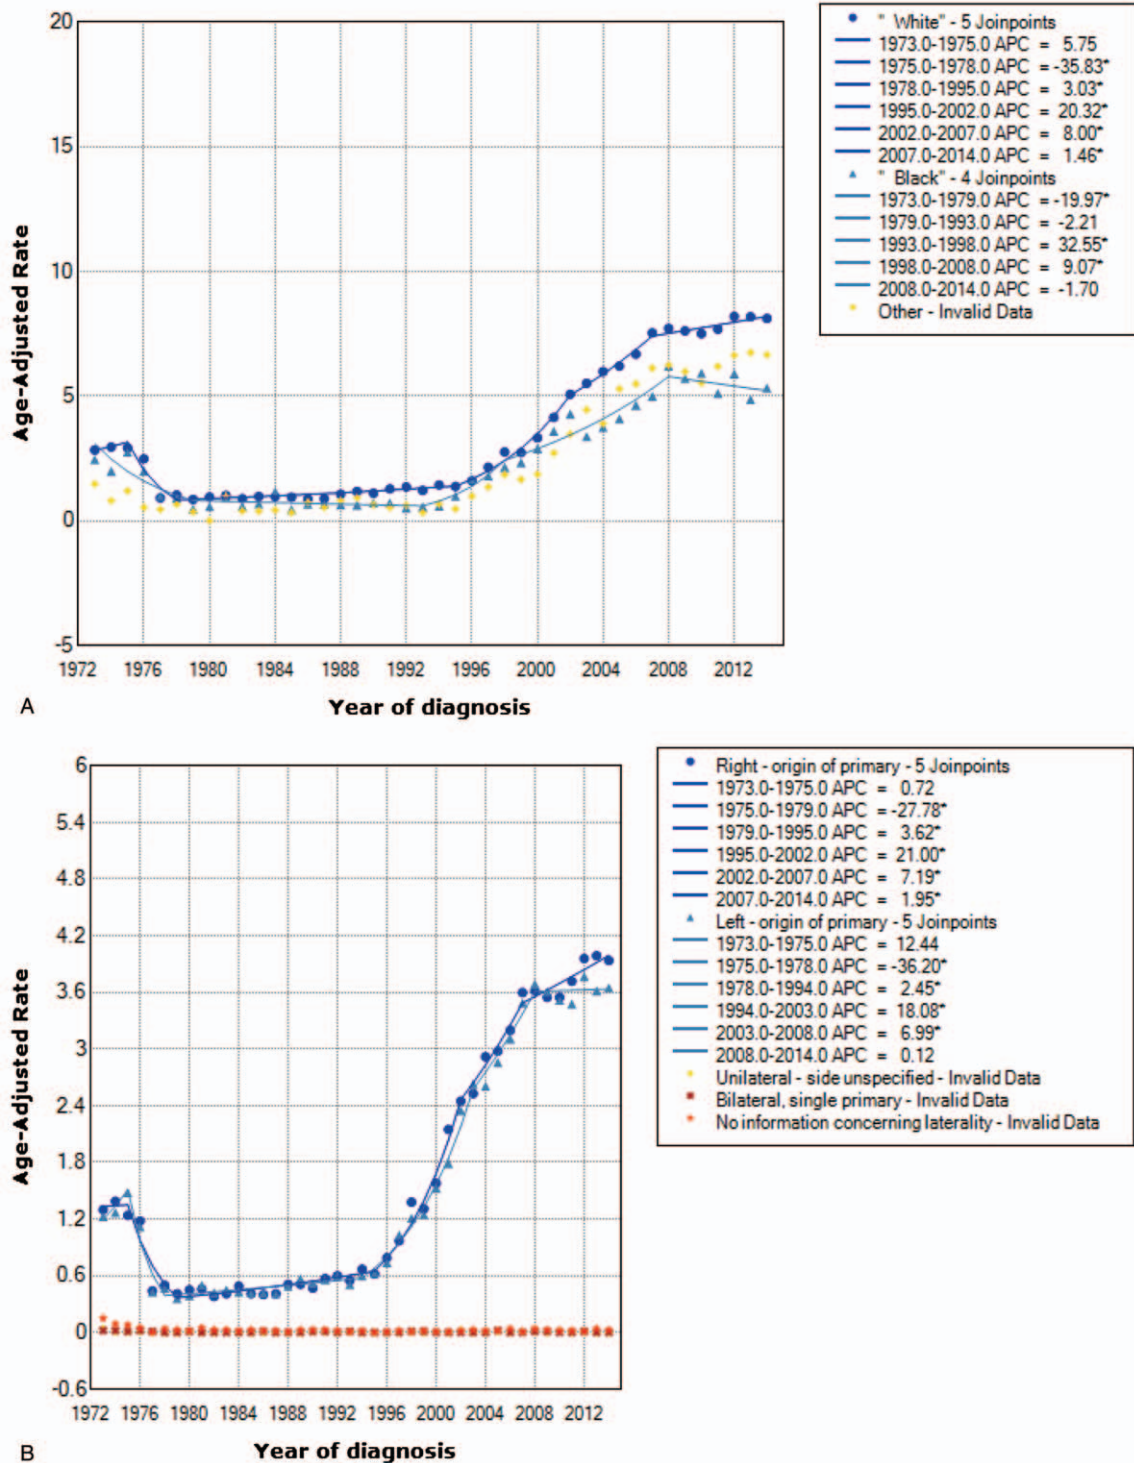 20
15
10
5
0
-5
Age-Adjusted Rate
1972 1976 1980 1984 1988 1992 1996 2000 2004 2008 2012
Year of diagnosis
A
" White" - 5 Joinpoints
1973.0-1975.0 APC = 5.75
1975.0-1978.0 APC = -35.83*
1978.0-1995.0 APC = 3.03*
1995.0-2002.0 APC = 20.32*
2002.0-2007.0 APC = 8.00*
2007.0-2014.0 APC = 1.46*
" Black" - 4 Joinpoints
1973.0-1979.0 APC = -19.97*
1979.0-1993.0 APC = -2.21
1993.0-1998.0 APC = 32.55*
1998.0-2008.0 APC = 9.07*
2008.0-2014.0 APC = -1.70
Other - Invalid Data
6
5.4
4.8
4.2
3.6
3
2.4
1.8
1.2
0.6
0
-0.6
Age-Adjusted Rate
1972 1976 1980 1984 1988 1992 1996 2000 2004 2008 2012
Year of diagnosis
B
Right - origin of primary - 5 Joinpoints
1973.0-1975.0 APC = 0.72
1975.0-1979.0 APC = -27.78*
1979.0-1995.0 APC = 3.62*
1995.0-2002.0 APC = 21.00*
2002.0-2007.0 APC = 7.19*
2007.0-2014.0 APC = 1.95*
Left - origin of primary - 5 Joinpoints
1973.0-1975.0 APC = 12.44
1975.0-1978.0 APC = -36.20*
1978.0-1994.0 APC = 2.45*
1994.0-2003.0 APC = 18.08*
2003.0-2008.0 APC = 6.99*
2008.0-2014.0 APC = 0.12
Unilateral - side unspecified - Invalid Data
Bilateral, single primary - Invalid Data
No information concerning laterality - Invalid Data